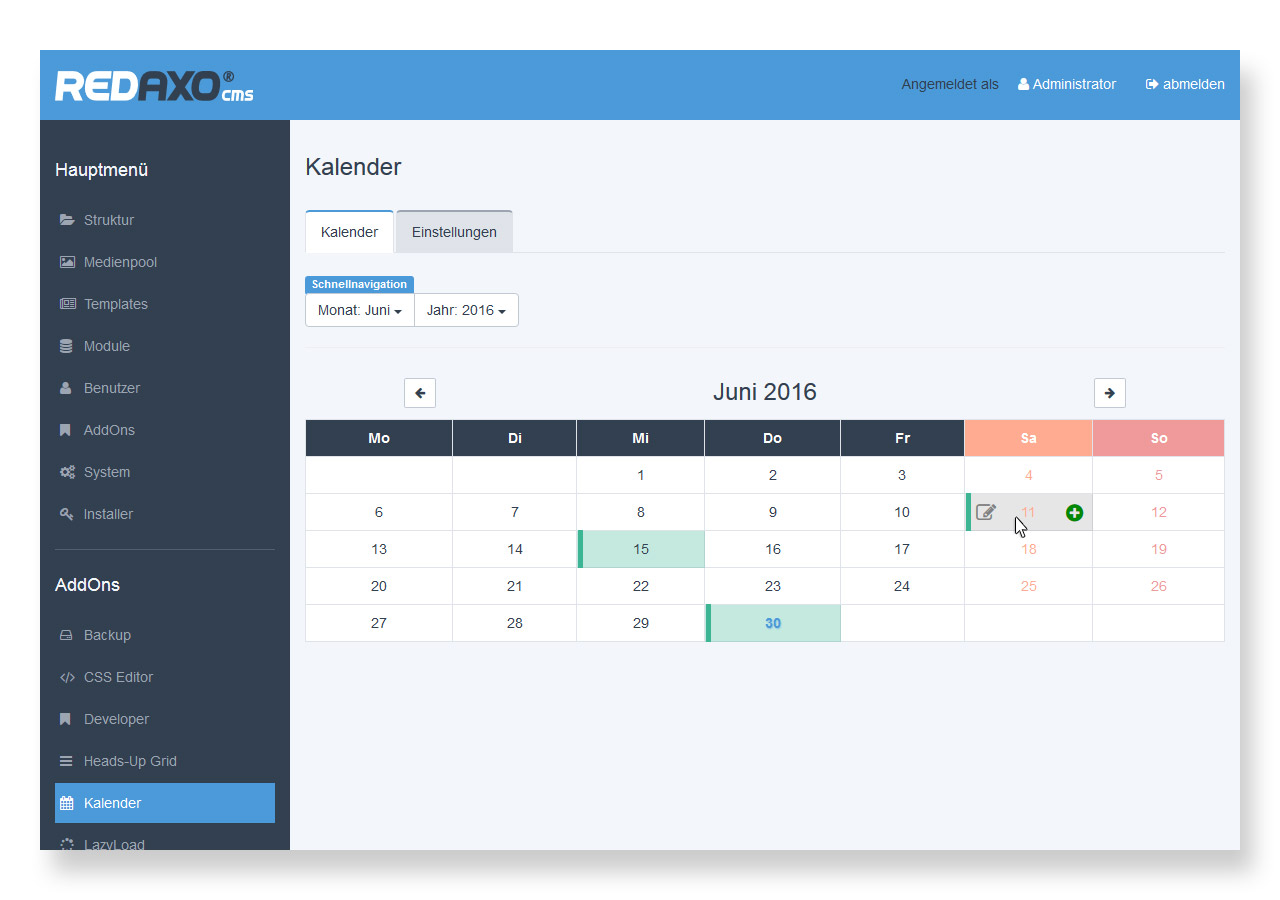 REDAXO® cms
Angemeldet als Administrator abmelden
Hauptmenü
Struktur
Medienpool
Templates
Module
Benutzer
AddOns
System
Installer
AddOns
Backup
CSS Editor
Developer
Heads-Up Grid
Kalender
LazyLoad
Kalender
Kalender Einstellungen
Schnellnavigation
Monat: Juni Jahr: 2016
Juni 2016
Mo Di Mi Do Fr Sa So
1 2 3 4 5
6 7 8 9 10 11 12
13 14 15 16 17 18 19
20 21 22 23 24 25 26
27 28 29 30